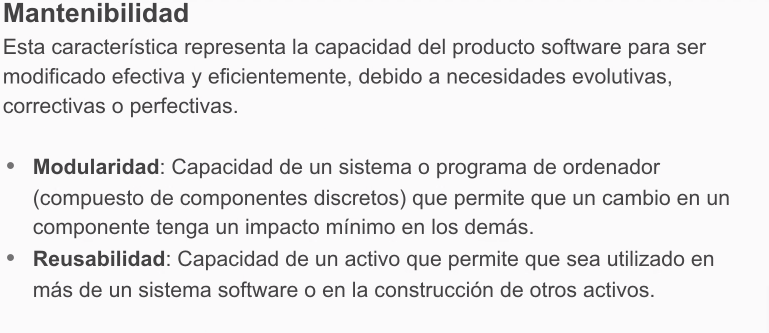 Mantenibilidad
Esta característica representa la capacidad del producto software para ser
modificado efectiva y eficientemente, debido a necesidades evolutivas,
correctivas o perfectivas.
• Modularidad: Capacidad de un sistema o programa de ordenador
(compuesto de componentes discretos) que permite que un cambio en un
componente tenga un impacto mínimo en los demás.
• Reusabilidad: Capacidad de un activo que permite que sea utilizado en
más de un sistema software o en la construcción de otros activos.